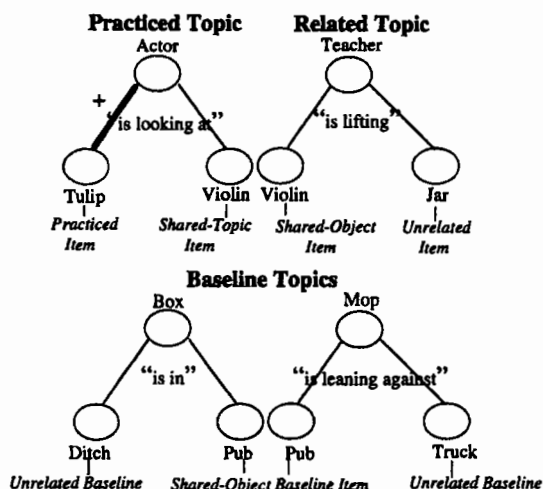 Practiced Topic Related Topic
Actor Teacher
+
"is looking at" "is lifting"
Tulip Violin Violin Jar
Practiced Item Shared-Topic Item Shared-Object Item Unrelated Item
Baseline Topics
Box Mop
"is in" "is leaning against"
Ditch Pub Pub Truck
Unrelated Baseline Shared-Object Baseline Item Unrelated Baseline